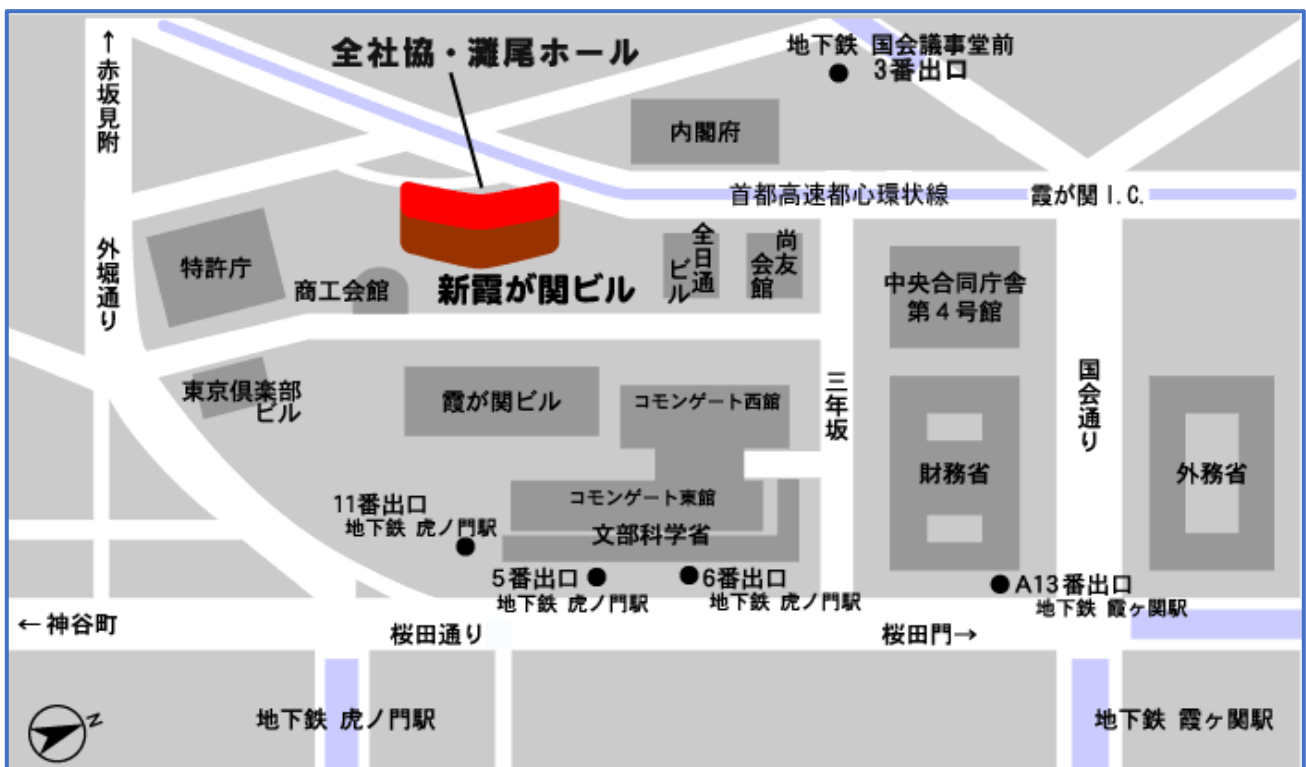 ↑赤坂見附
全社協・灘尾ホール
地下鉄 国会議事堂前
3番出口
内閣府
首都高速都心環状線
霞が関 I.C.
外堀通り
特許庁
商工会館
新霞が関ビル
全日通
ビル
尚友
会館
中央合同庁舎
第４号館
東京倶楽部
ビル
霞が関ビル
コモンゲート西館
三年坂
国会通り
財務省
外務省
11番出口
地下鉄 虎ノ門駅
コモンゲート東館
文部科学省
5番出口
地下鉄 虎ノ門駅
6番出口
地下鉄 虎ノ門駅
A13番出口
地下鉄 霞ヶ関駅
←神谷町
桜田通り
桜田門→
地下鉄 虎ノ門駅
地下鉄 霞ヶ関駅
N